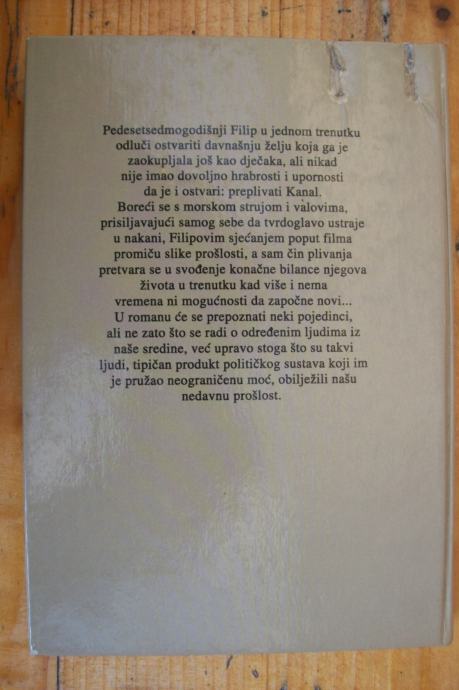 Pedesetsedmogodišnji Filip u jednom trenutku
odluči ostvariti davnašnju želju koja ga je
zaokupljala još kao dječaka, ali nikad
nije imao dovoljno hrabrosti i upornosti
da je i ostvari: preplivati Kanal.
Boreći se s morskom strujom i valovima,
prisiljavajući samog sebe da tvrdoglavo ustraje
u nakani, Filipovim sjećanjem poput filma
promiču slike prošlosti, a sam čin plivanja
pretvara se u svođenje konačne bilance njegova
života u trenutku kad više i nema
vremena ni mogućnosti da započne novi...
U romanu će se prepoznati neki pojedinci,
ali ne zato što se radi o određenim ljudima iz
naše sredine, već upravo stoga što su takvi
ljudi, tipičan produkt političkog sustava koji im
je pružao neograničenu moć, obilježili našu
nedavnu prošlost.